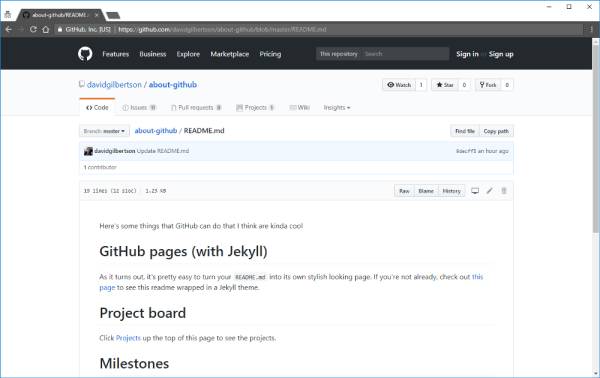 about-github/README.m
GitHub, Inc. [US] https://github.com/davidgilbertson/about-github/blob/master/README.md
Features Business Explore Marketplace Pricing This repository Search Sign in or Sign up
davidgilbertson / about-github Watch 1 Star 0 Fork 0
Code Issues Pull requests 0 Projects 1 Wiki Insights
Branch: master about-github / README.md Find file Copy path
davidgilbertson Update README.md an hour ago
1 contributor
19 lines (12 sloc) 1.23 KB Raw Blame History
Here's some things that GitHub can do that I think are kinda cool
GitHub pages (with Jekyll)
As it turns out, it's pretty easy to turn your README.md into its own stylish looking page. If you're not already, check out this
page to see this readme wrapped in a Jekyll theme.
Project board
Click Projects up the top of this page to see the projects.
Milestones